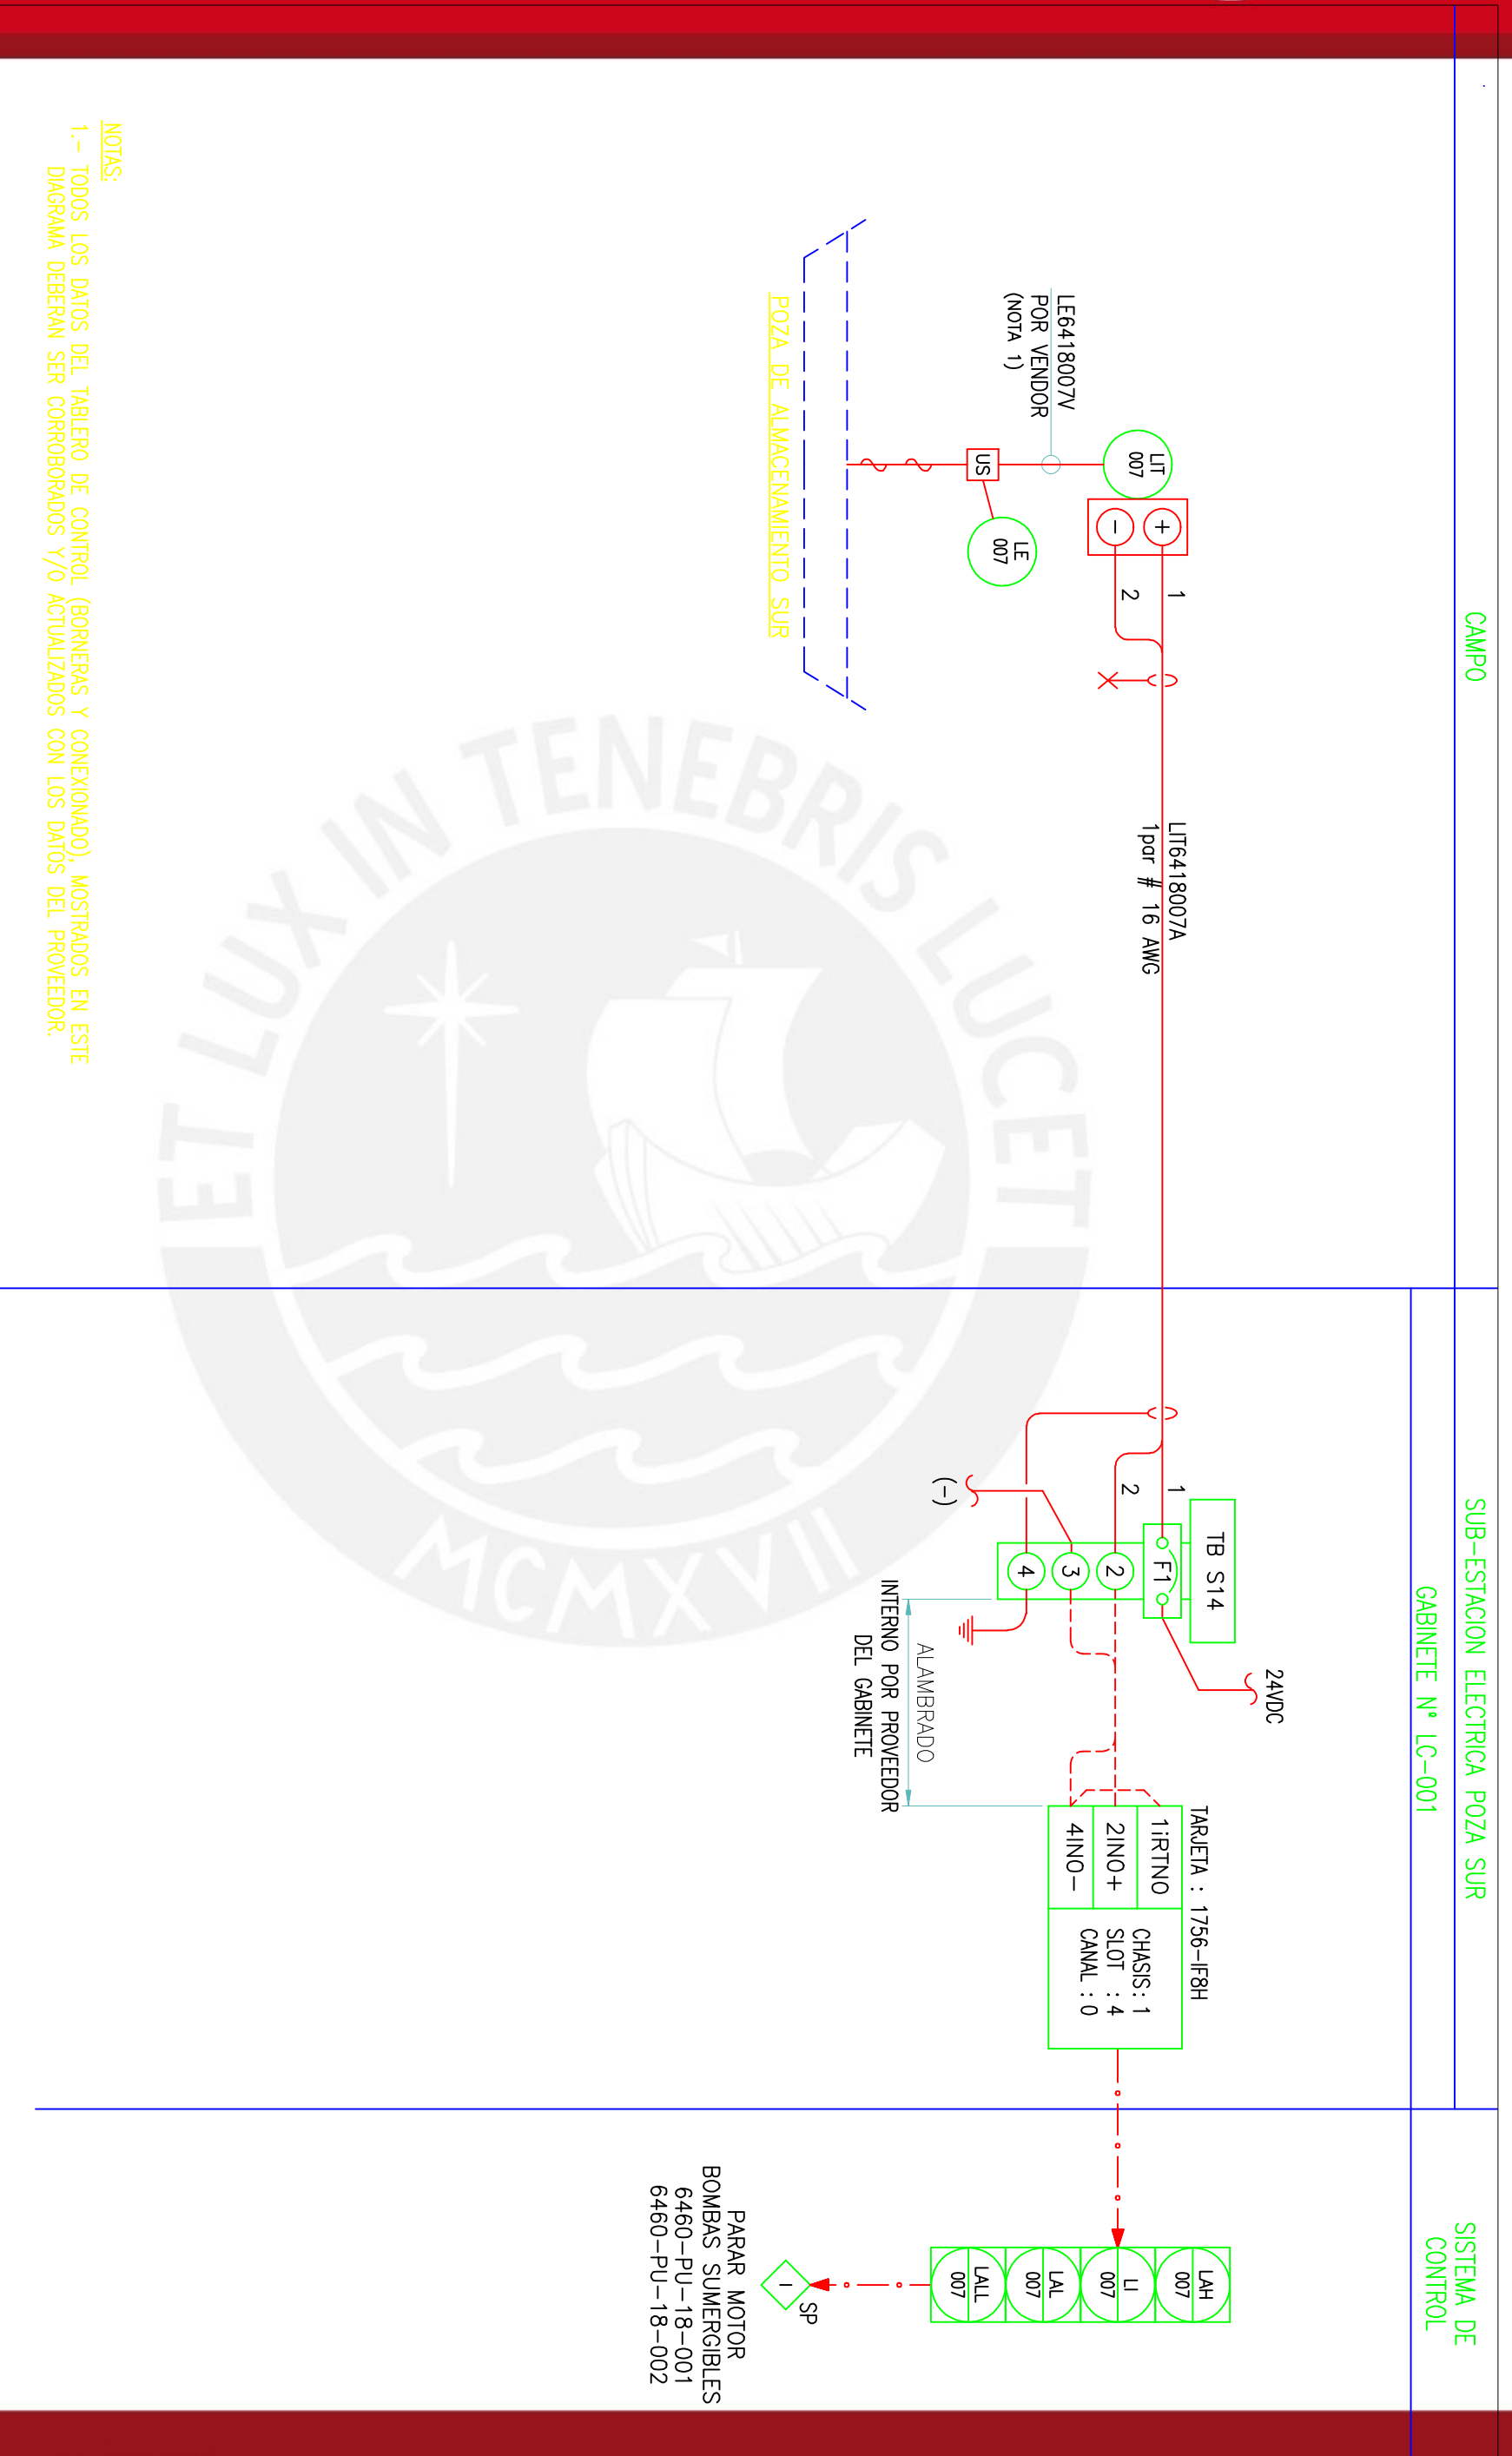 CAMPO
SUB-ESTACION ELECTRICA POZA SUR
GABINETE Nº LC-001
SISTEMA DE
CONTROL
LE6418007V
POR VENDOR
(NOTA 1)
LIT
007
+
-
1
2
US
LE
007
POZA DE ALMACENAMIENTO SUR
LIT6418007A
1par # 16 AWG
24VDC
TB S14
1
2
F1
2
3
4
(-)
ALAMBRADO
INTERNO POR PROVEEDOR
DEL GABINETE
TARJETA : 1756-IF8H
1iRTNO
2INO+
4INO-
CHASIS: 1
SLOT : 4
CANAL : 0
LAH
007
LI
007
LAL
007
LALL
007
SP
I
PARAR MOTOR
BOMBAS SUMERGIBLES
6460-PU-18-001
6460-PU-18-002
NOTAS:
1.- TODOS LOS DATOS DEL TABLERO DE CONTROL (BORNERAS Y CONEXIONADO), MOSTRADOS EN ESTE
DIAGRAMA DEBERAN SER CORROBORADOS Y/O ACTUALIZADOS CON LOS DATOS DEL PROVEEDOR.
ET LUX IN TENEBRIS LUCET
MCMXVII